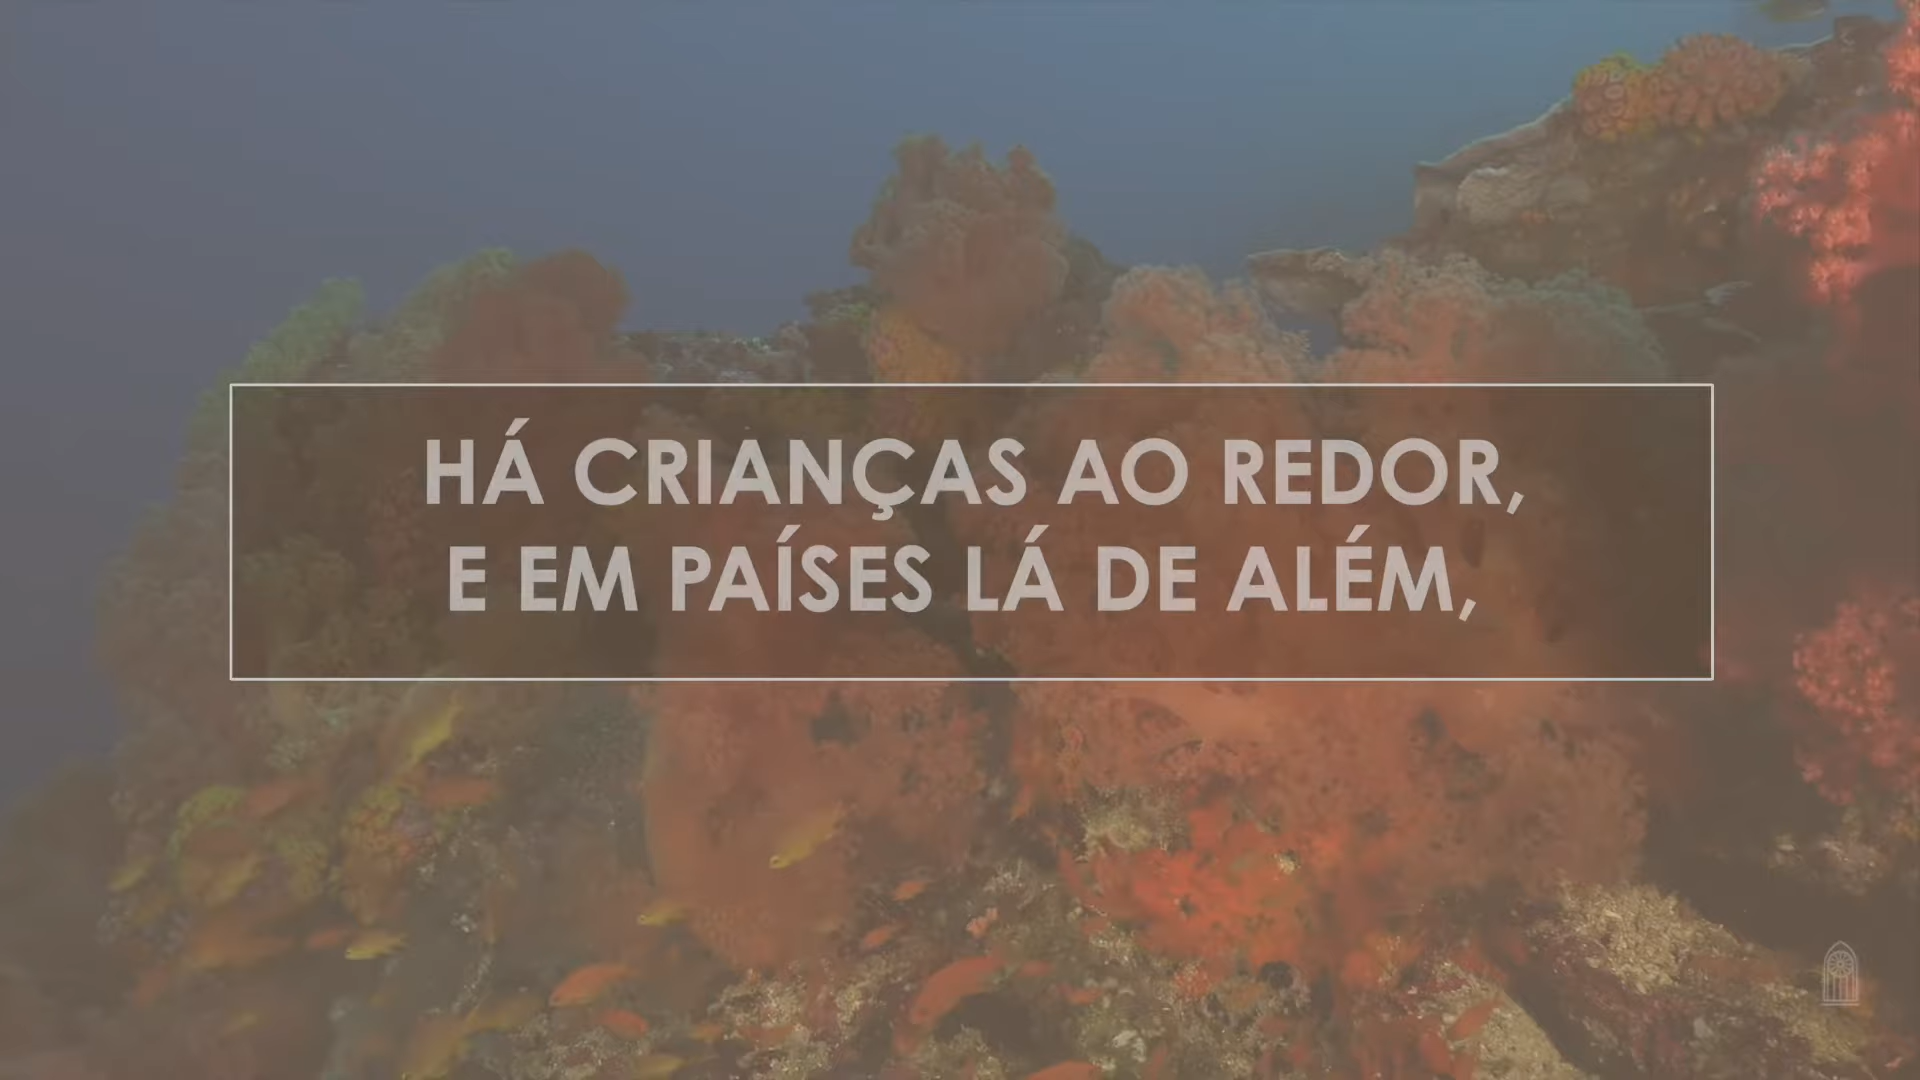 HÁ CRIANÇAS AO REDOR,
E EM PAÍSES LÁ DE ALÉM,